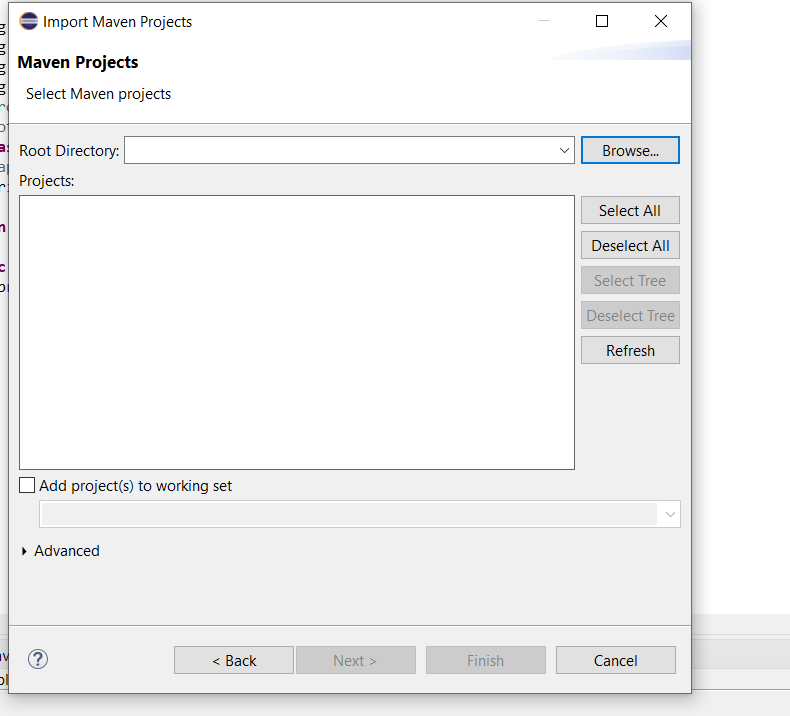 Import Maven Projects
Maven Projects
Select Maven projects
Root Directory:
Browse...
Projects:
Select All
Deselect All
Select Tree
Deselect Tree
Refresh
Add project(s) to working set
Advanced
?
< Back
Next >
Finish
Cancel